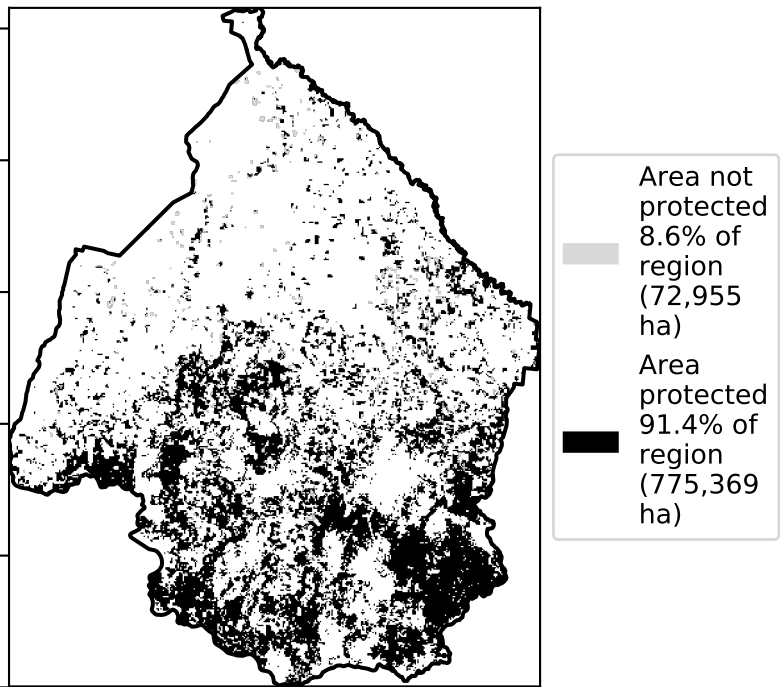 Area not
protected
8.6% of
region
(72,955
ha)
Area
protected
91.4% of
region
(775,369
ha)